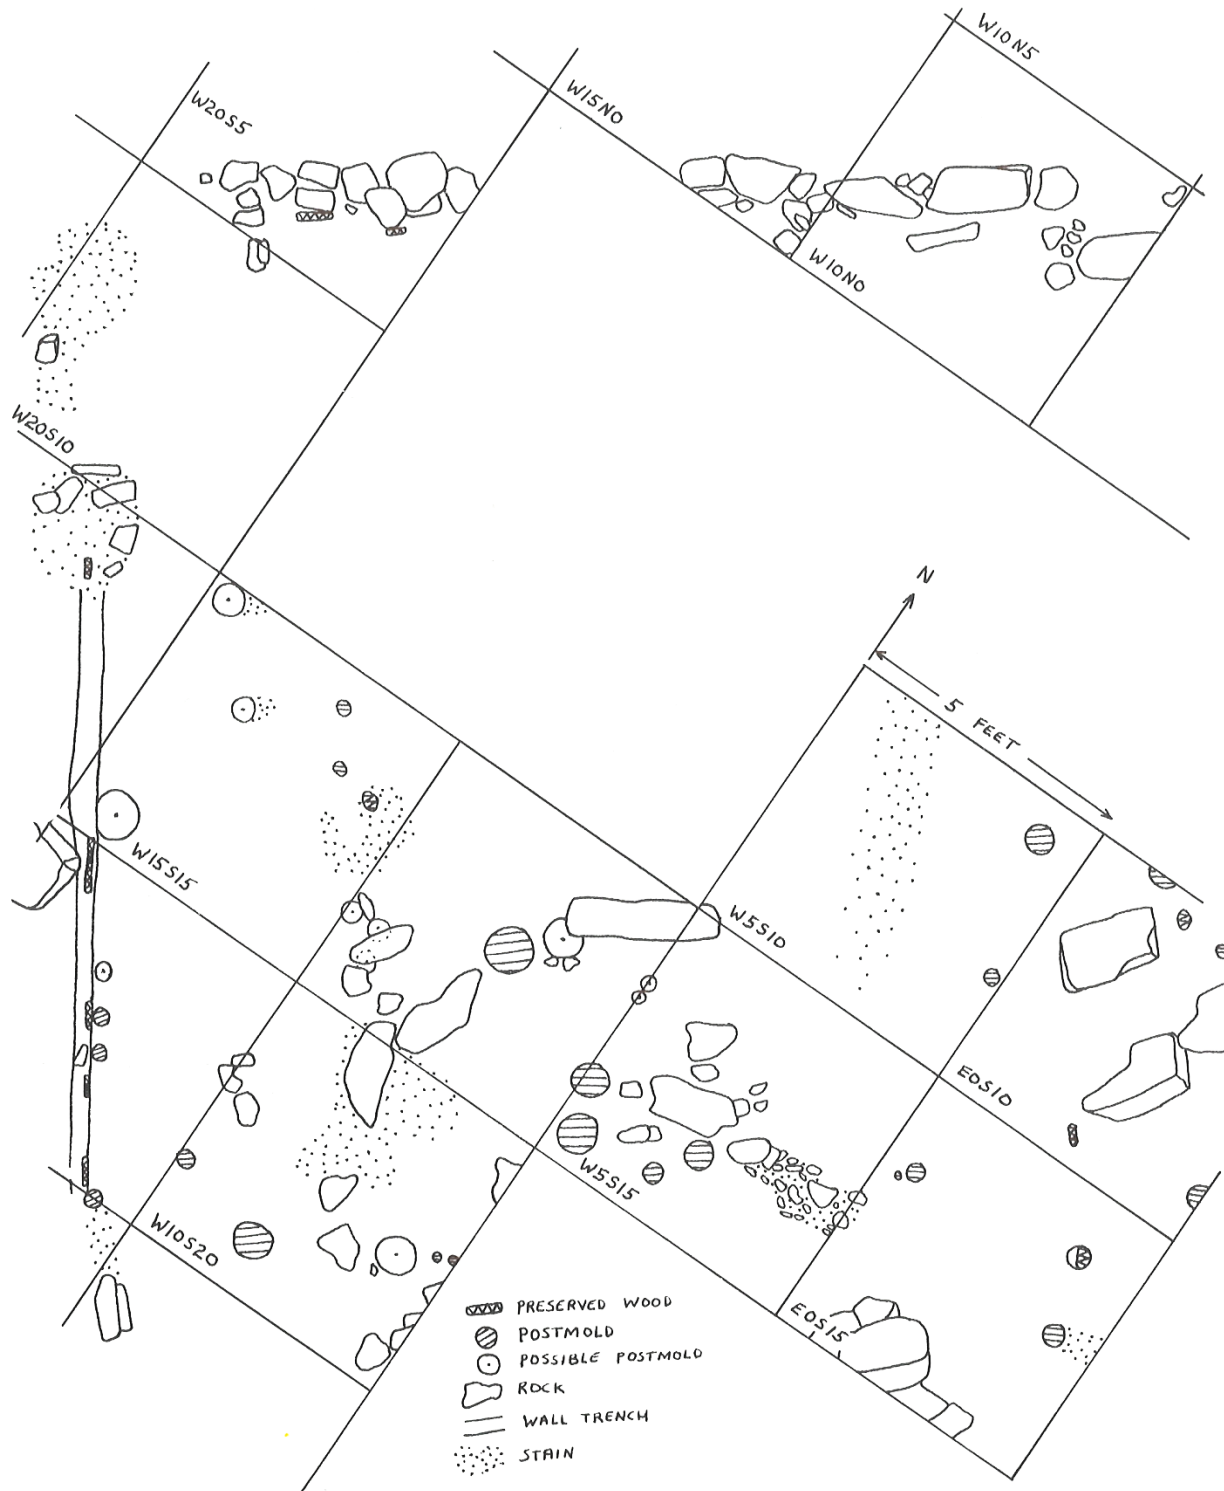 W10N5
W20S5
W15N0
W10N0
W20S10
N
5 FEET
W15S15
W5S10
E0S10
W5S15
W10S20
E0S15
PRESERVED WOOD
POSTMOLD
POSSIBLE POSTMOLD
ROCK
WALL TRENCH
STAIN